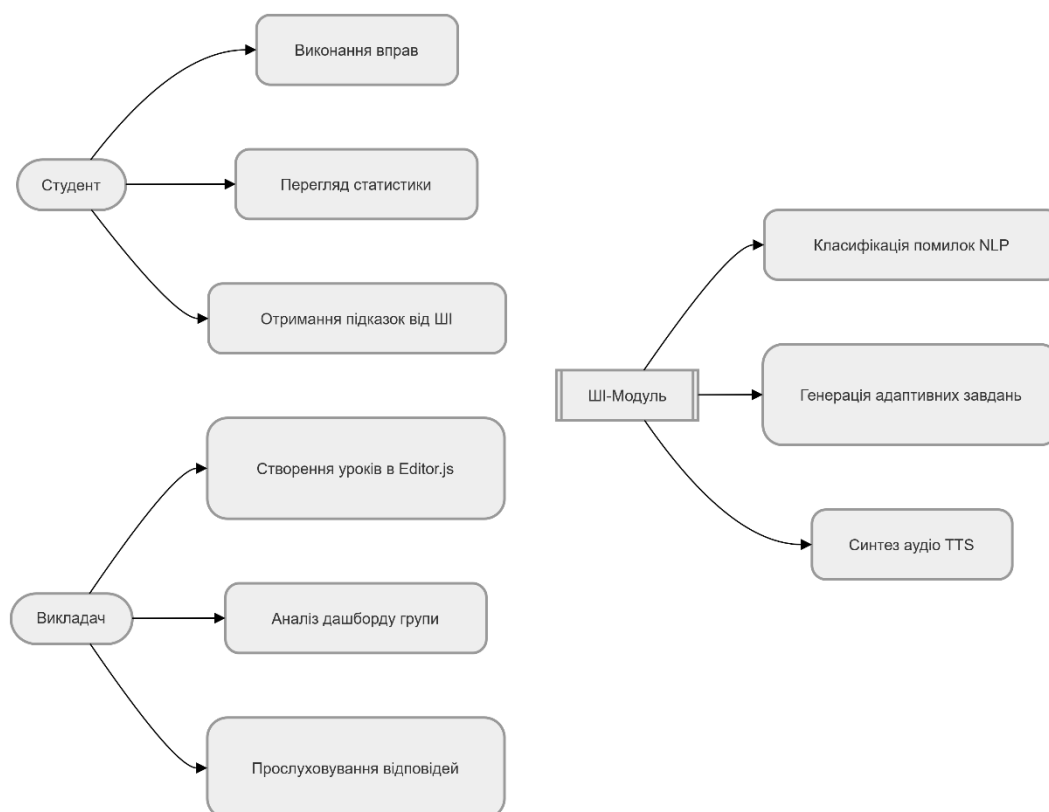 Виконання вправ
Студент
Перегляд статистики
Отримання підказок від ШІ
Створення уроків в Editor.js
Викладач
Аналіз дашборду групи
Прослуховування відповідей
Класифікація помилок NLP
ШІ-Модуль
Генерація адаптивних завдань
Синтез аудіо TTS